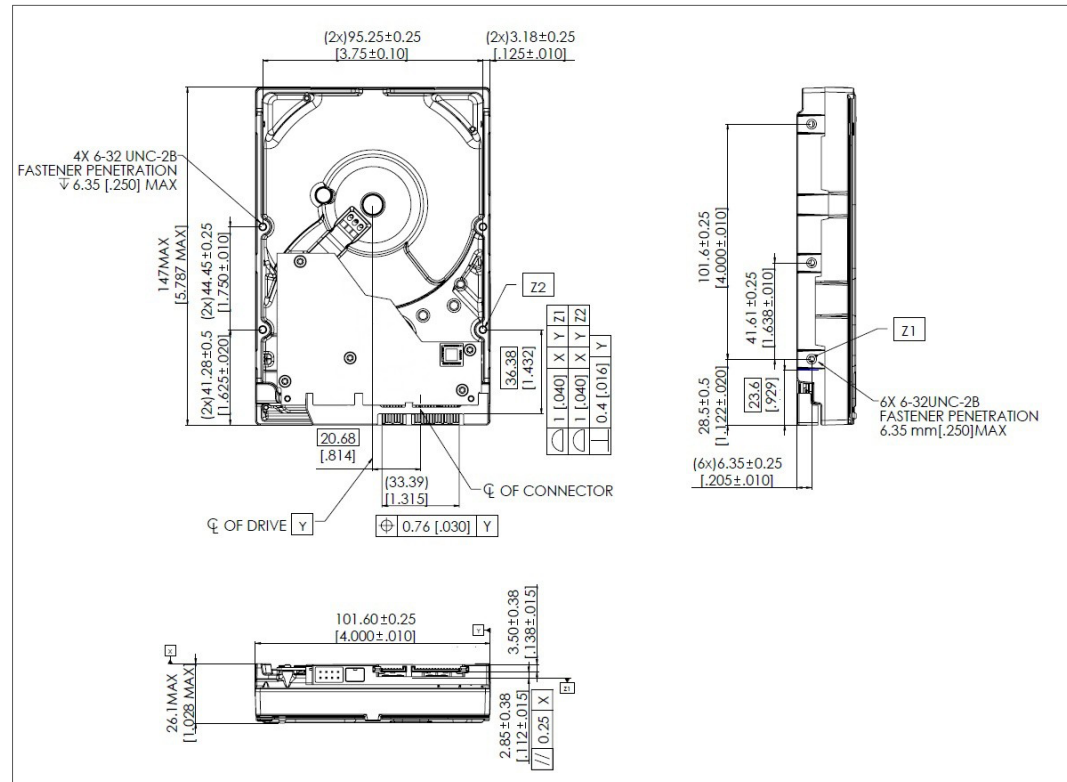 (2x)95.25±0.25
[3.75±0.10]
(2x)3.18±0.25
[.125±.010]
4X 6-32 UNC-2B
FASTENER PENETRATION
↧ 6.35 [.250] MAX
147MAX
[5.787 MAX]
(2x)44.45±0.25
[1.750±.010]
(2x)41.28±0.5
[1.625±.020]
Z2
36.38
[1.432]
⌓ 1 [.040] X Y Z1
⌓ 1 [.040] X Y Z2
⊥ 0.4 [.016] Y
20.68
[.814]
(33.39)
[1.315]
℄ OF CONNECTOR
℄ OF DRIVE Y
⌖ 0.76 [.030] Y
101.6±0.25
[4.000±.010]
41.61±0.25
[1.638±.010]
Z1
28.5±0.5
[1.122±.020]
23.6
[.929]
6X 6-32UNC-2B
FASTENER PENETRATION
6.35 mm[.250]MAX
(6x)6.35±0.25
[.205±.010]
101.60±0.25
[4.000±.010]
Y
X
3.50±0.38
[.138±.015]
26.1MAX
[1.028 MAX]
Z1
2.85±0.38
[.112±.015]
// 0.25 X